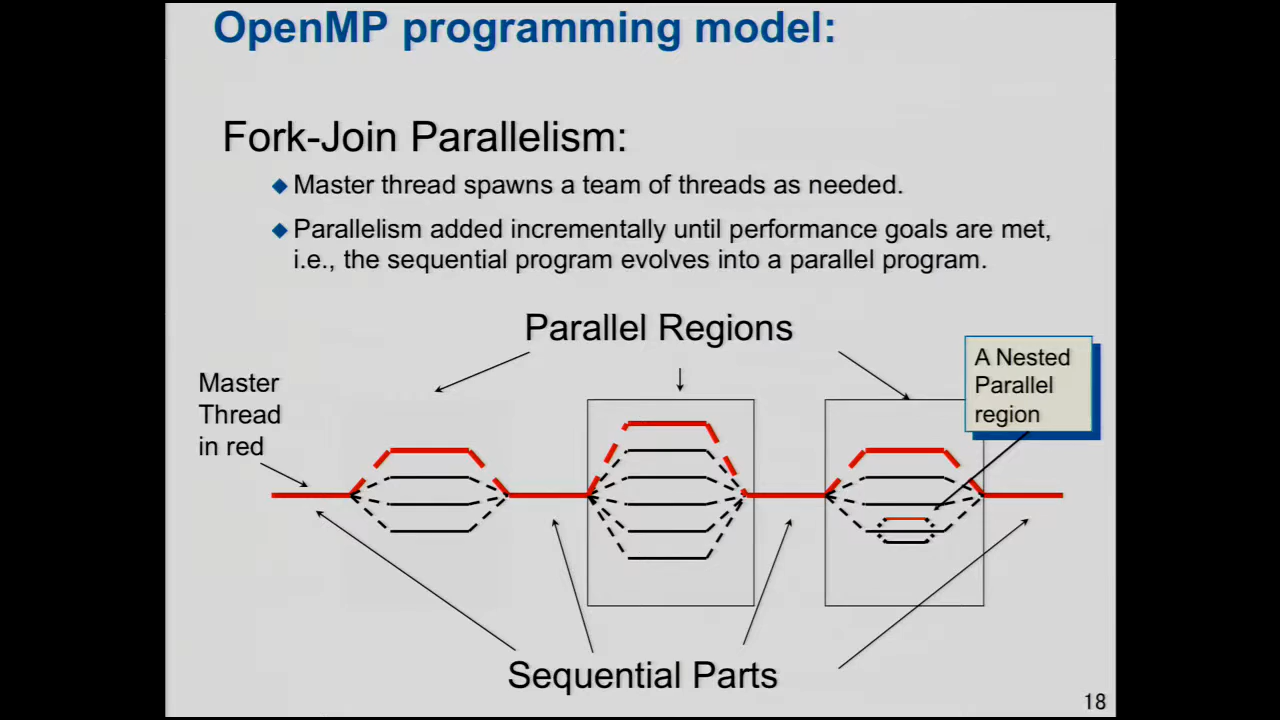 OpenMP programming model:
Fork-Join Parallelism:
Master thread spawns a team of threads as needed.
Parallelism added incrementally until performance goals are met,
i.e., the sequential program evolves into a parallel program.
Parallel Regions
A Nested
Parallel
region
Master
Thread
in red
Sequential Parts
18